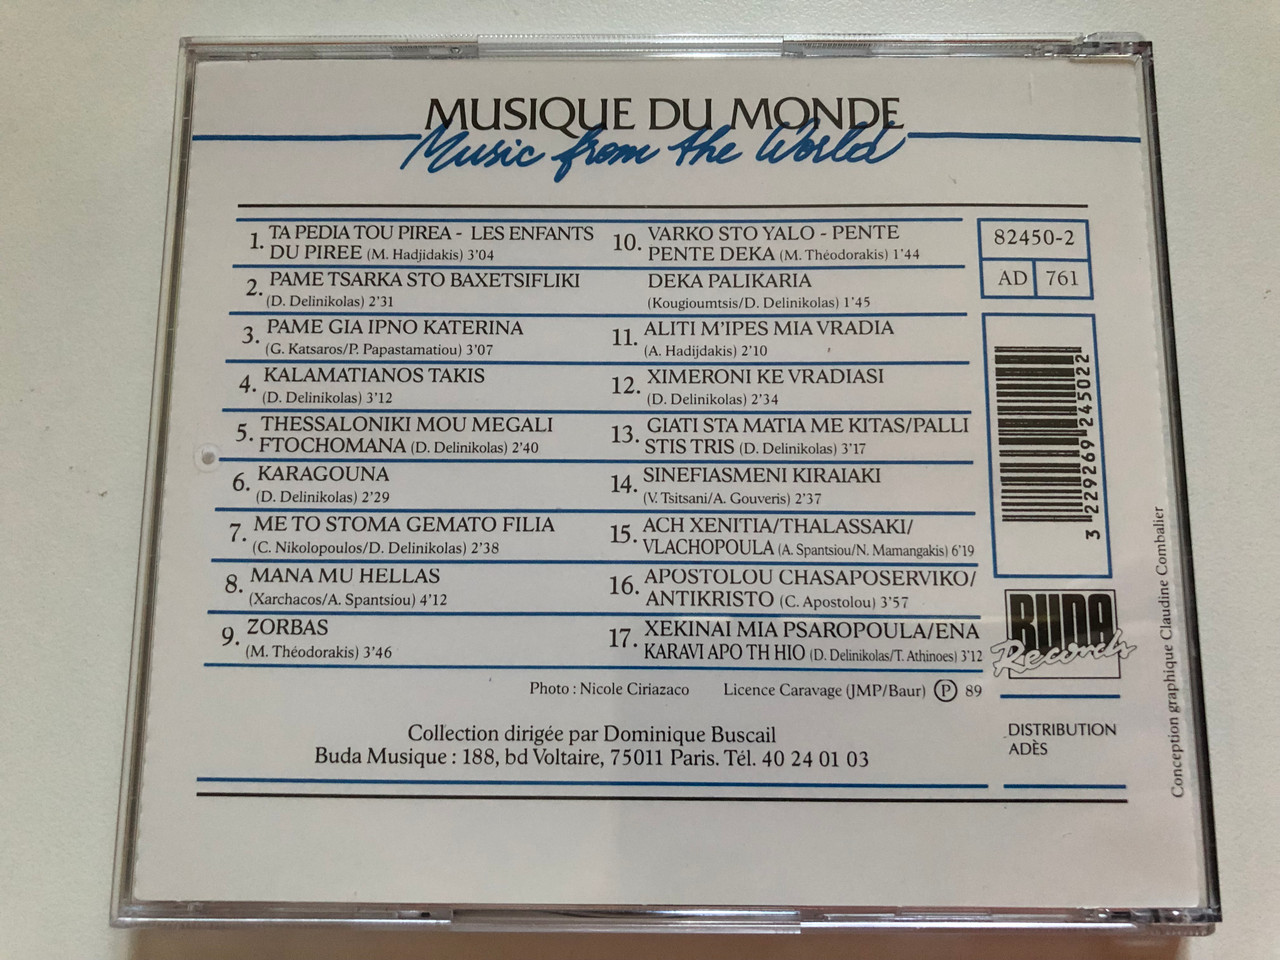 MUSIQUE DU MONDE
Music from the World
1. TA PEDIA TOU PIREA - LES ENFANTS
DU PIREE (M. Hadjidakis) 3'04
2. PAME TSARKA STO BAXETSIFLIKI
(D. Delinikolas) 2'31
3. PAME GIA IPNO KATERINA
(G. Katsaros/P. Papastamatiou) 3'07
4. KALAMATIANOS TAKIS
(D. Delinikolas) 3'12
5. THESSALONIKI MOU MEGALI
FTOCHOMANA (D. Delinikolas) 2'40
6. KARAGOUNA
(D. Delinikolas) 2'29
7. ME TO STOMA GEMATO FILIA
(C. Nikolopoulos/D. Delinikolas) 2'38
8. MANA MU HELLAS
(Xarchacos/A. Spantsiou) 4'12
9. ZORBAS
(M. Théodorakis) 3'46
10. VARKO STO YALO - PENTE
PENTE DEKA (M. Théodorakis) 1'44
DEKA PALIKARIA
(Kougioumtsis/D. Delinikolas) 1'45
11. ALITI M'IPES MIA VRADIA
(A. Hadijdakis) 2'10
12. XIMERONI KE VRADIASI
(D. Delinikolas) 2'34
13. GIATI STA MATIA ME KITAS/PALLI
STIS TRIS (D. Delinikolas) 3'17
14. SINEFIASMENI KIRAIAKI
(V. Tsitsani/A. Gouveris) 2'37
15. ACH XENITIA/THALASSAKI/
VLACHOPOULA (A. Spantsiou/N. Mamangakis) 6'19
16. APOSTOLOU CHASAPOSERVIKO/
ANTIKRISTO (C. Apostolou) 3'57
17. XEKINAI MIA PSAROPOULA/ENA
KARAVI APO TH HIO (D. Delinikolas/T. Athinoes) 3'12
82450-2
AD 761
3 229269 245022
BUDA
Records
Photo : Nicole Ciriazaco Licence Caravage (JMP/Baur) Ⓟ 89
Collection dirigée par Dominique Buscail
Buda Musique : 188, bd Voltaire, 75011 Paris. Tél. 40 24 01 03
DISTRIBUTION
ADÈS
Conception graphique Claudine Combalier